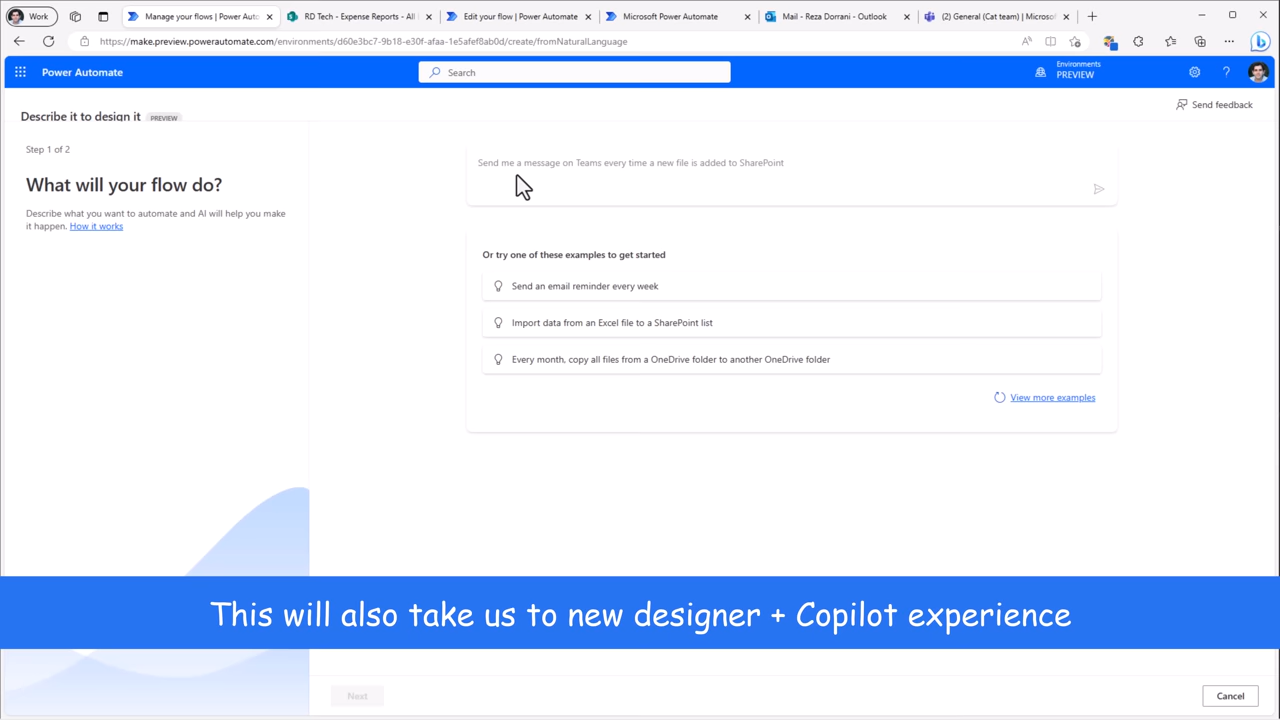 Work
Manage your flows | Power Auto
RD Tech - Expense Reports - All
Edit your flow | Power Automate
Microsoft Power Automate
Mail - Reza Dorrani - Outlook
(2) General (Cat team) | Microsof
https://make.preview.powerautomate.com/environments/d60e3bc7-9b18-e30f-afaa-1e5afef8ab0d/create/fromNaturalLanguage
Power Automate
Search
Environments
PREVIEW
Describe it to design it PREVIEW
Send feedback
Step 1 of 2
What will your flow do?
Describe what you want to automate and AI will help you make
it happen. How it works
Send me a message on Teams every time a new file is added to SharePoint
Or try one of these examples to get started
Send an email reminder every week
Import data from an Excel file to a SharePoint list
Every month, copy all files from a OneDrive folder to another OneDrive folder
View more examples
This will also take us to new designer + Copilot experience
Next
Cancel